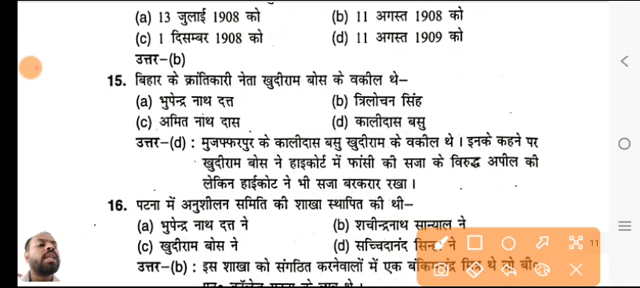 (a) 13 जुलाई 1908 को (b) 11 अगस्त 1908 को
(c) 1 दिसम्बर 1908 को (d) 11 अगस्त 1909 को
उत्तर–(b)
15. बिहार के क्रांतिकारी नेता खुदीराम बोस के वकील थे–
(a) भुपेन्द्र नाथ दत्त (b) त्रिलोचन सिंह
(c) अमित नाथ दास (d) कालीदास बसु
उत्तर–(d) : मुजफ्फरपुर के कालीदास बसु खुदीराम के वकील थे। इनके कहने पर
खुदीराम बोस ने हाइकोर्ट में फांसी की सजा के विरुद्ध अपील की
लेकिन हाईकोट ने भी सजा बरकरार रखा।
16. पटना में अनुशीलन समिति की शाखा स्थापित की थी–
(a) भुपेन्द्र नाथ दत्त ने (b) शचीन्द्रनाथ सान्याल ने
(c) खुदीराम बोस ने (d) सच्चिदानंद सिन्हा ने
उत्तर–(b) : इस शाखा को संगठित करनेवालों में एक
11